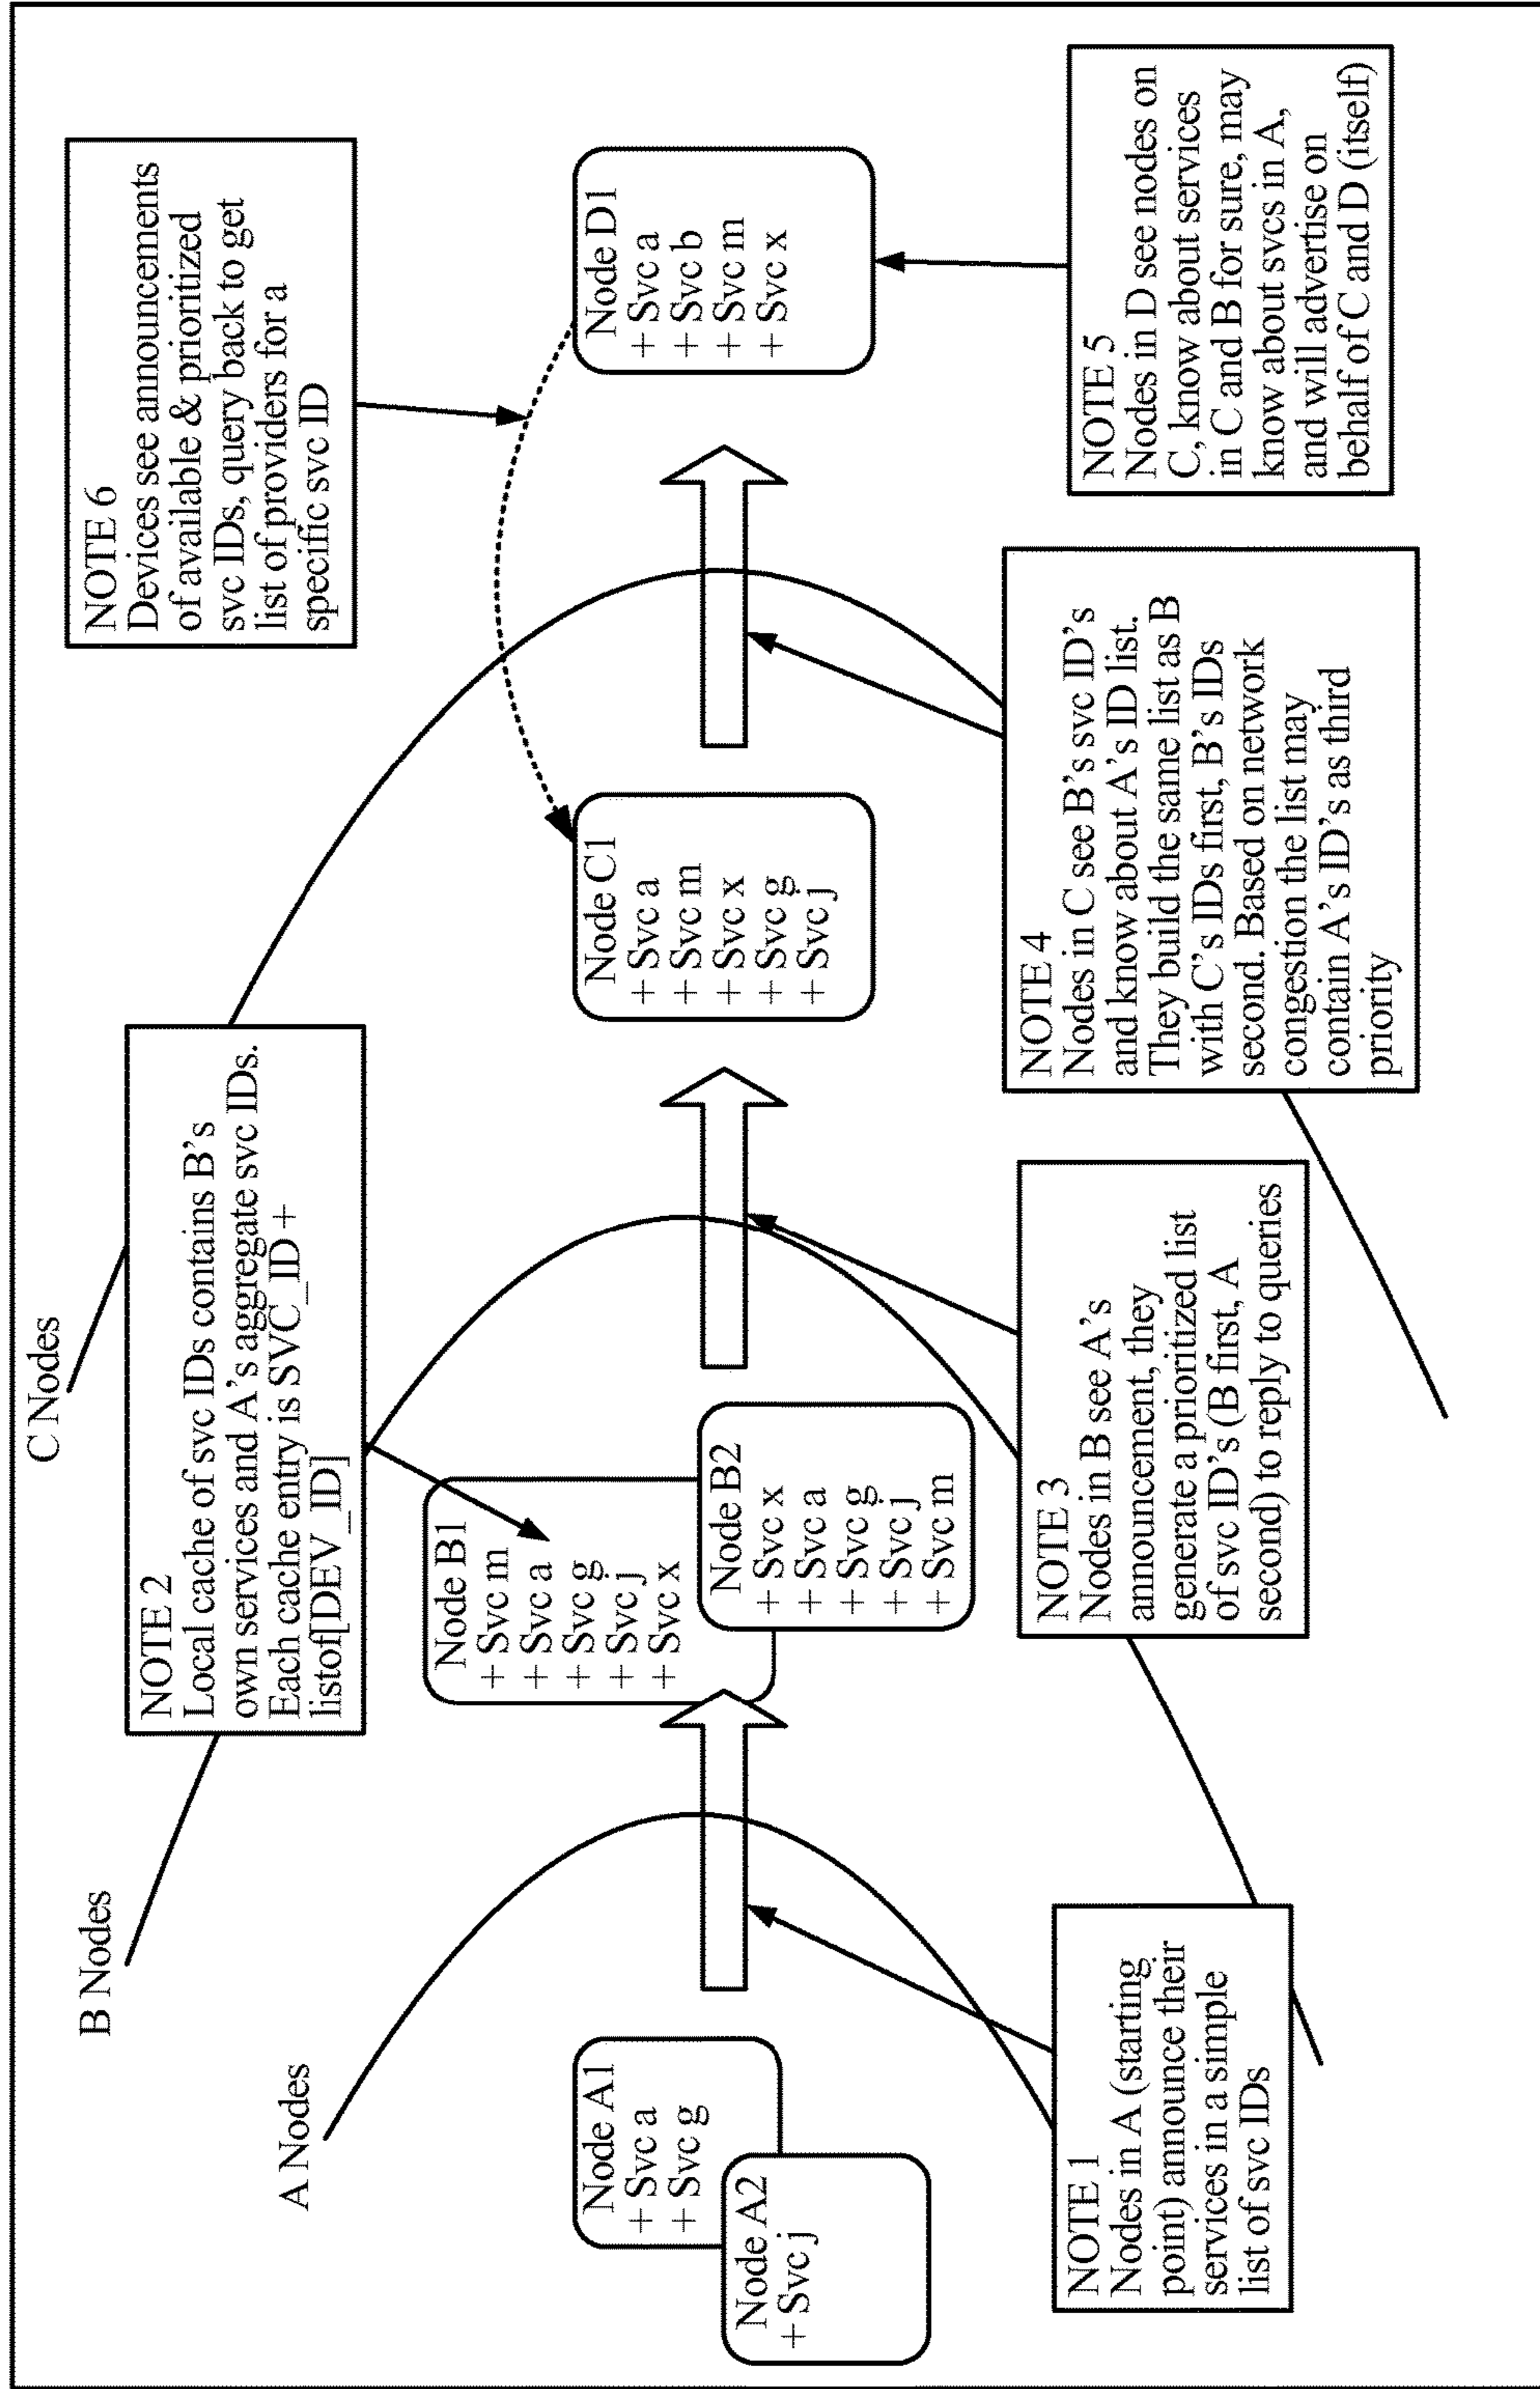 C Nodes
B Nodes
A Nodes
NOTE 2
Local cache of svc IDs contains B's
own services and A's aggregate svc IDs.
Each cache entry is SVC_ID +
listof[DEV_ID]
NOTE 6
Devices see announcements
of available & prioritized
svc IDs, query back to get
list of providers for a
specific svc ID
Node A1
+ Svc a
+ Svc g
Node A2
+ Svc j
Node B1
+ Svc m
+ Svc a
+ Svc g
+ Svc j
+ Svc x
Node B2
+ Svc x
+ Svc a
+ Svc g
+ Svc j
+ Svc m
Node C1
+ Svc a
+ Svc m
+ Svc x
+ Svc g
+ Svc j
Node D1
+ Svc a
+ Svc b
+ Svc m
+ Svc x
NOTE 1
Nodes in A (starting
point) announce their
services in a simple
list of svc IDs
NOTE 3
Nodes in B see A's
announcement, they
generate a prioritized list
of svc ID's (B first, A
second) to reply to queries
NOTE 4
Nodes in C see B's svc ID's
and know about A's ID list.
They build the same list as B
with C's IDs first, B's IDs
second. Based on network
congestion the list may
contain A's ID's as third
priority
NOTE 5
Nodes in D see nodes on
C, know about services
in C and B for sure, may
know about svcs in A,
and will advertise on
behalf of C and D (itself)